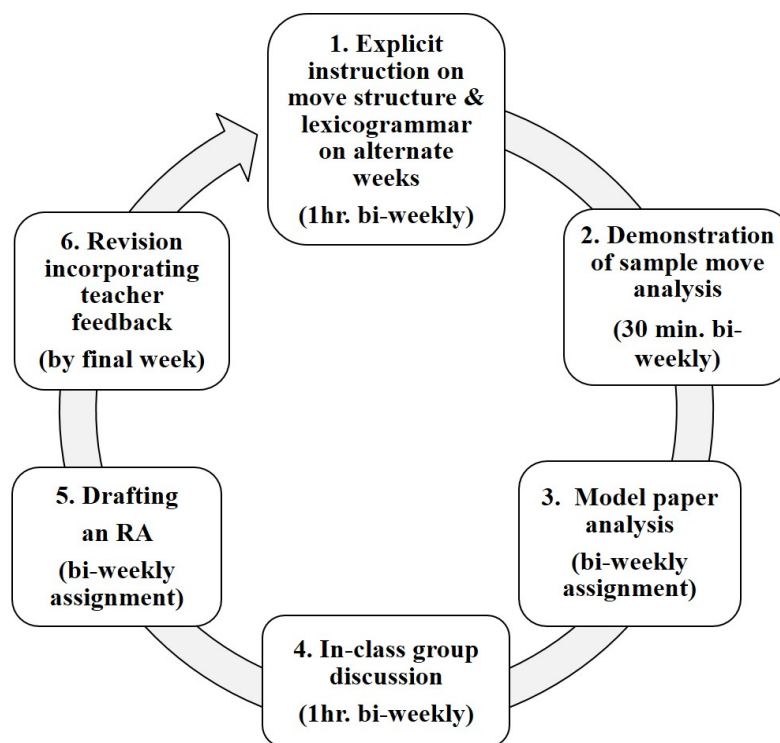 1. Explicit
instruction on
move structure &
lexicogrammar
on alternate
weeks
(1hr. bi-weekly)
2. Demonstration
of sample move
analysis
(30 min. bi-
weekly)
3. Model paper
analysis
(bi-weekly
assignment)
4. In-class group
discussion
(1hr. bi-weekly)
5. Drafting
an RA
(bi-weekly
assignment)
6. Revision
incorporating
teacher
feedback
(by final week)